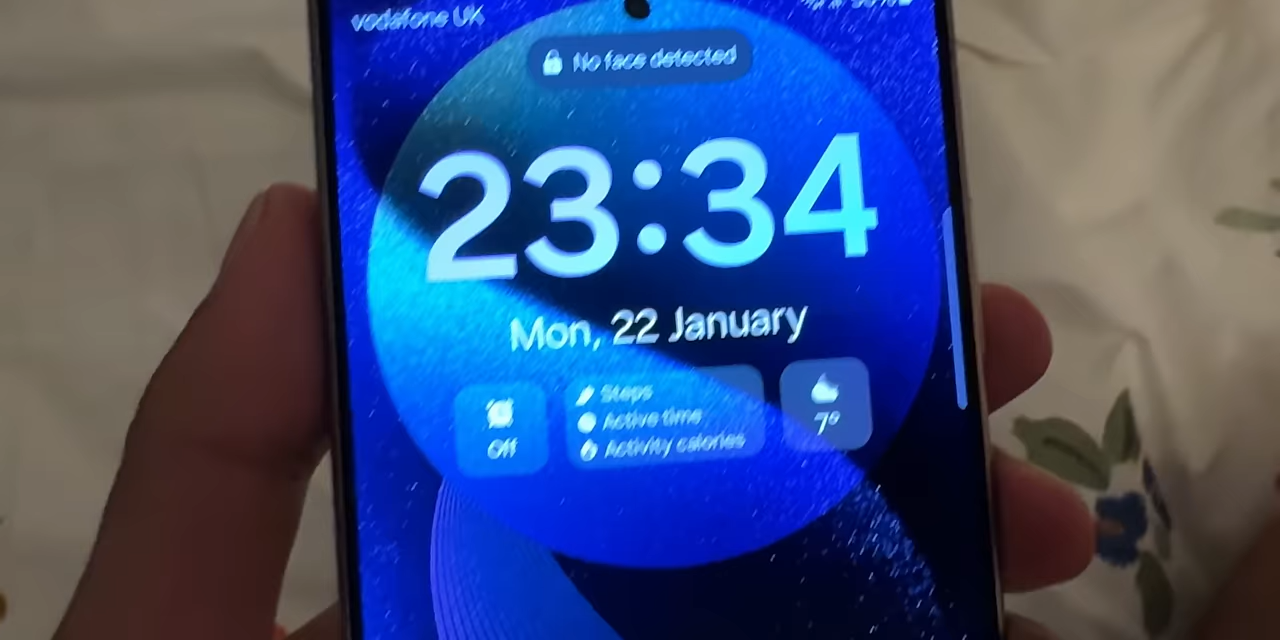 vodafone UK
No face detected
23:34
Mon, 22 January
Off
Steps
Active time
Activity calories
7°